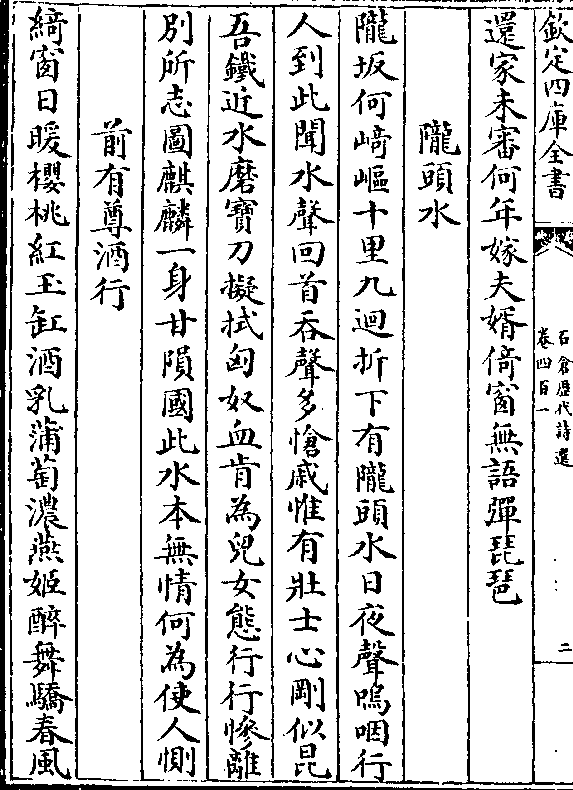 欽定四庫全書
石倉歴代詩選
卷四百一
二
還家未審何年嫁夫婿倚窗無語彈琵琶
隴頭水
隴坂何崎嶇十里九迴折下有隴頭水日夜聲嗚咽行
人到此聞水聲回首吞聲多愴戚惟有壯士心剛似昆
吾鐵近水磨寶刀擬拭匈奴血肯為兒女態行行慘離
別所志圖麒麟一身甘隕國此水本無情何為使人惻
前有尊酒行
綺窗日暖櫻桃紅玉缸酒乳蒲萄濃燕姬醉舞驕春風